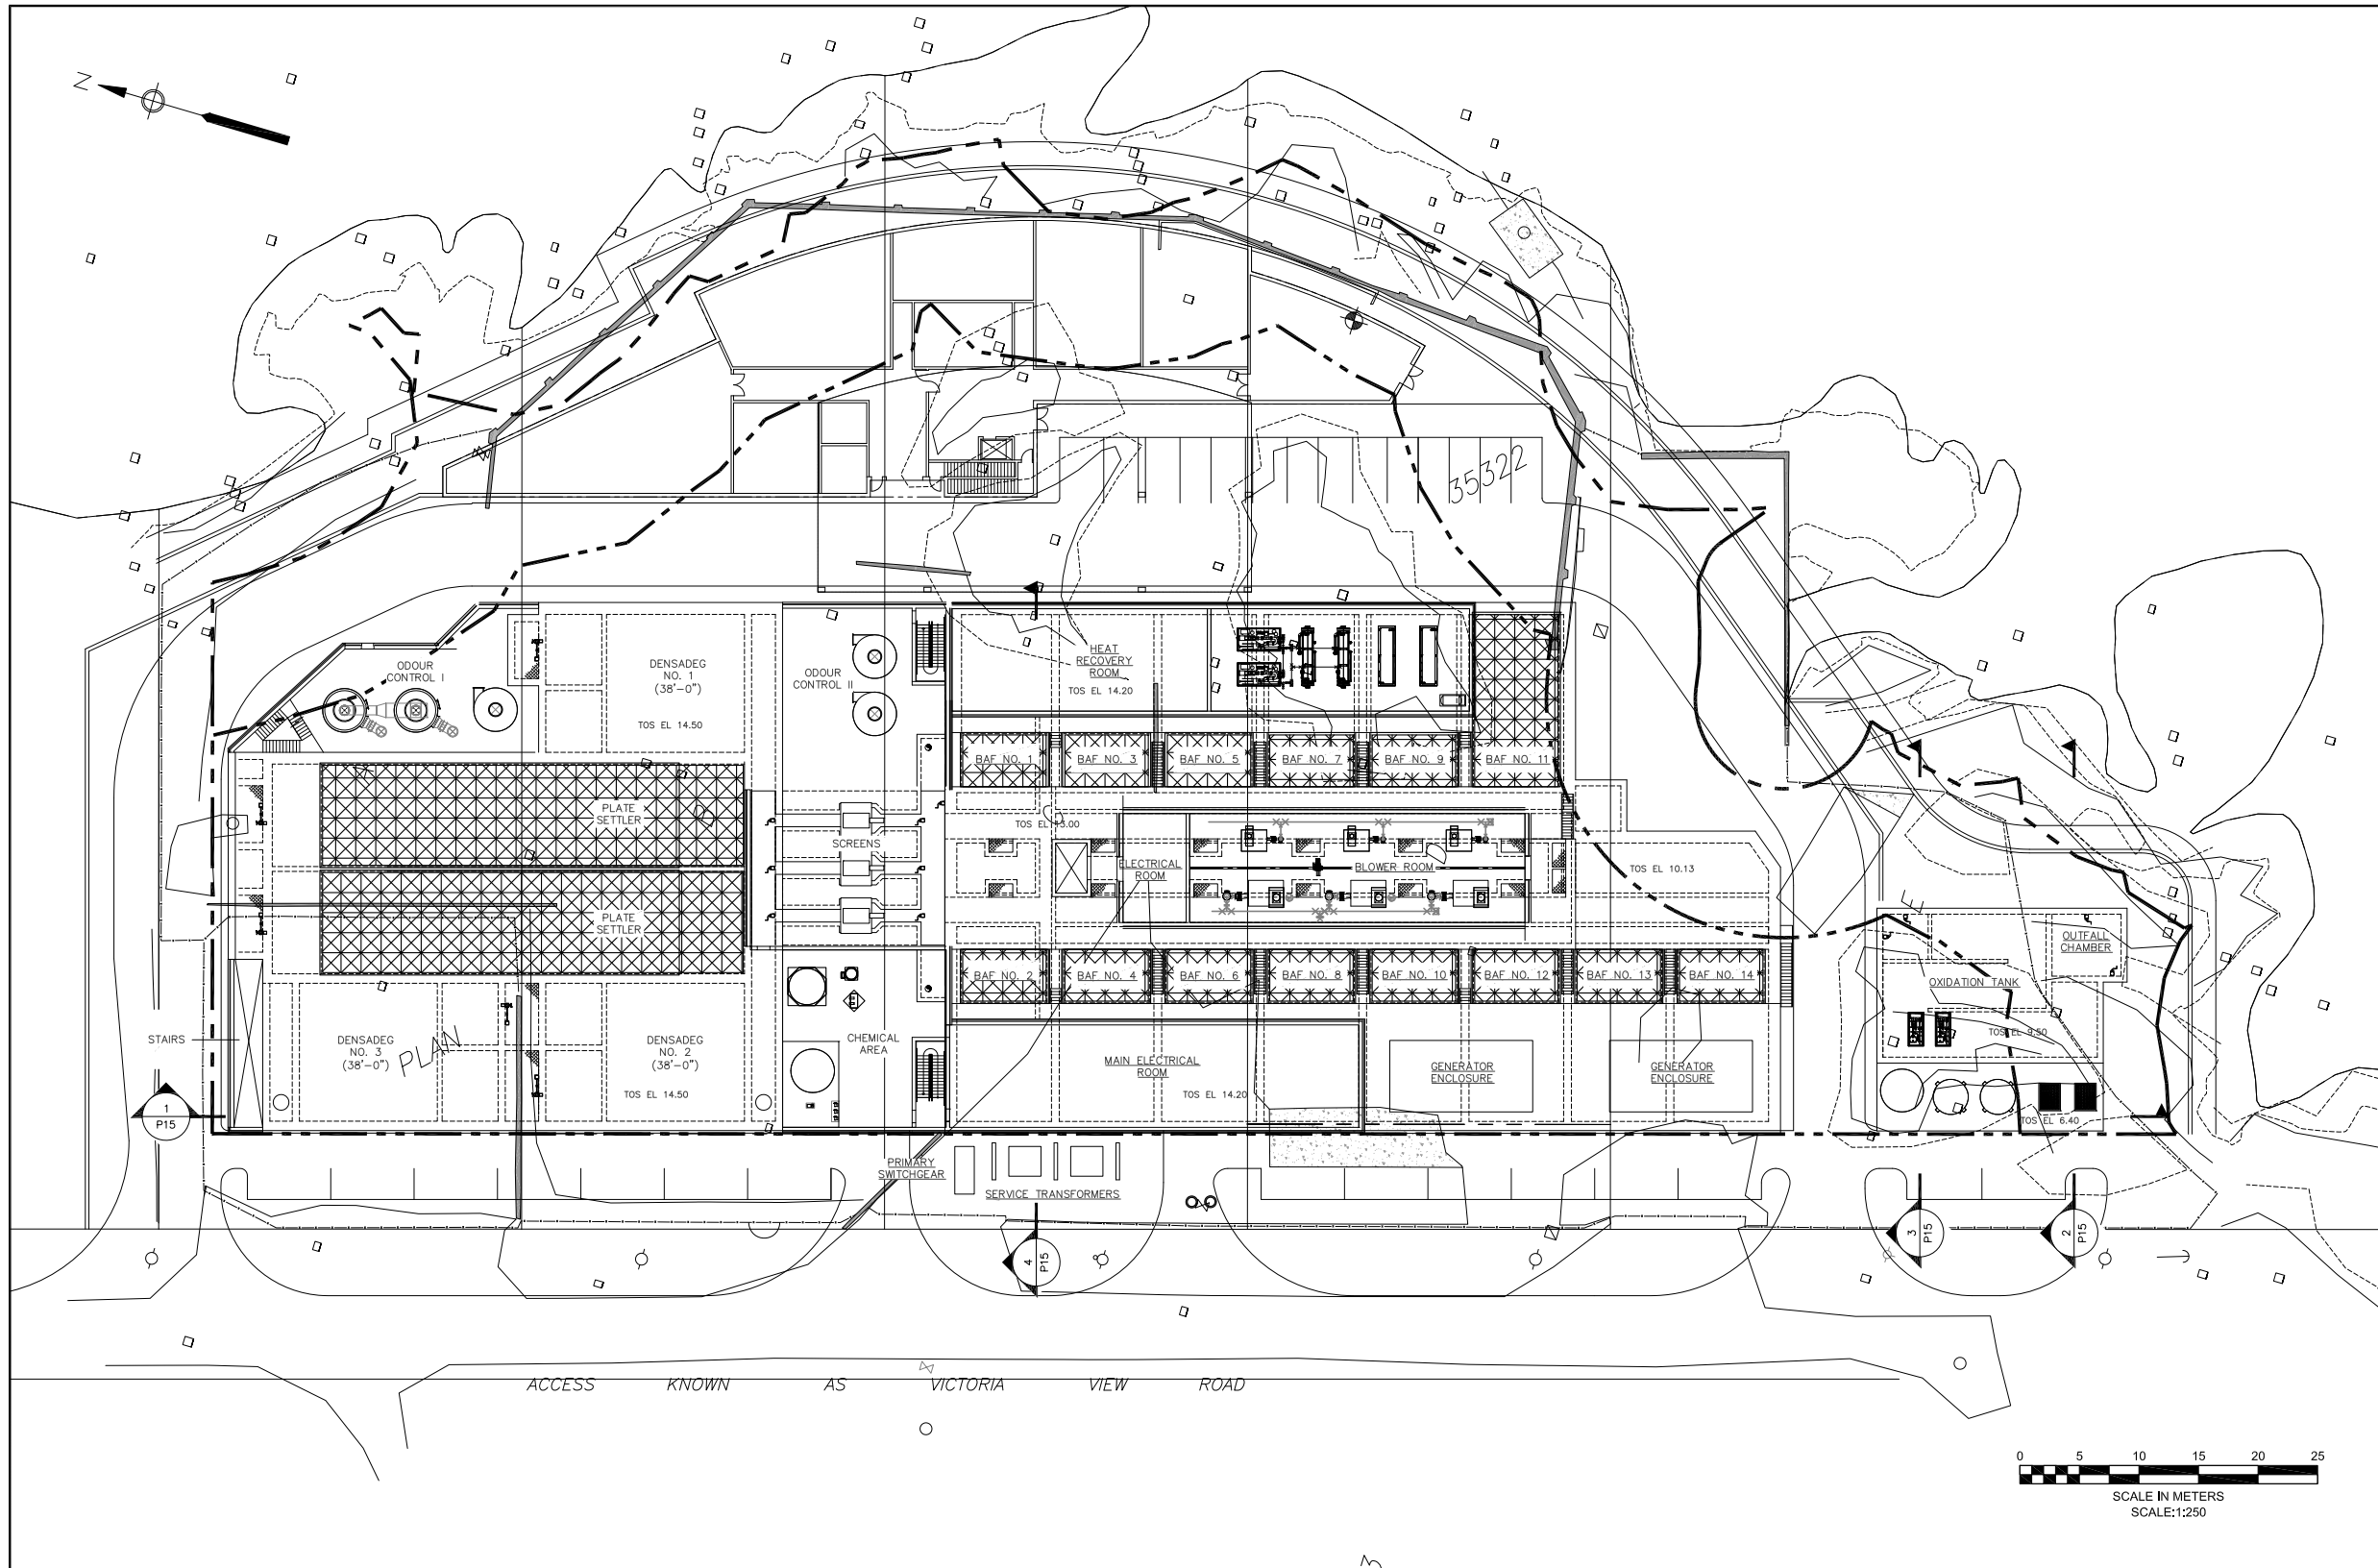 N
35322
ODOUR
CONTROL I
DENSADEG
NO. 1
(38'-0")
TOS EL 14.50
ODOUR
CONTROL II
HEAT
RECOVERY
ROOM
TOS EL 14.20
BAF NO. 1
BAF NO. 3
BAF NO. 5
BAF NO. 7
BAF NO. 9
BAF NO. 11
PLATE
SETTLER
SCREENS
ELECTRICAL
ROOM
BLOWER ROOM
TOS EL 10.13
PLATE
SETTLER
E
OUTFALL
CHAMBER
OXIDATION TANK
TOS EL 9.50
BAF NO. 2
BAF NO. 4
BAF NO. 6
BAF NO. 8
BAF NO. 10
BAF NO. 12
BAF NO. 13
BAF NO. 14
STAIRS
DENSADEG
NO. 3
(38'-0")
PLAN
DENSADEG
NO. 2
(38'-0")
TOS EL 14.50
CHEMICAL
AREA
MAIN ELECTRICAL
ROOM
TOS EL 14.20
GENERATOR
ENCLOSURE
GENERATOR
ENCLOSURE
TOS EL 6.40
1
P15
PRIMARY
SWITCHGEAR
SERVICE TRANSFORMERS
4
P15
3
P15
2
P15
ACCESS KNOWN AS VICTORIA VIEW ROAD
0 5 10 15 20 25
SCALE IN METERS
SCALE:1:250